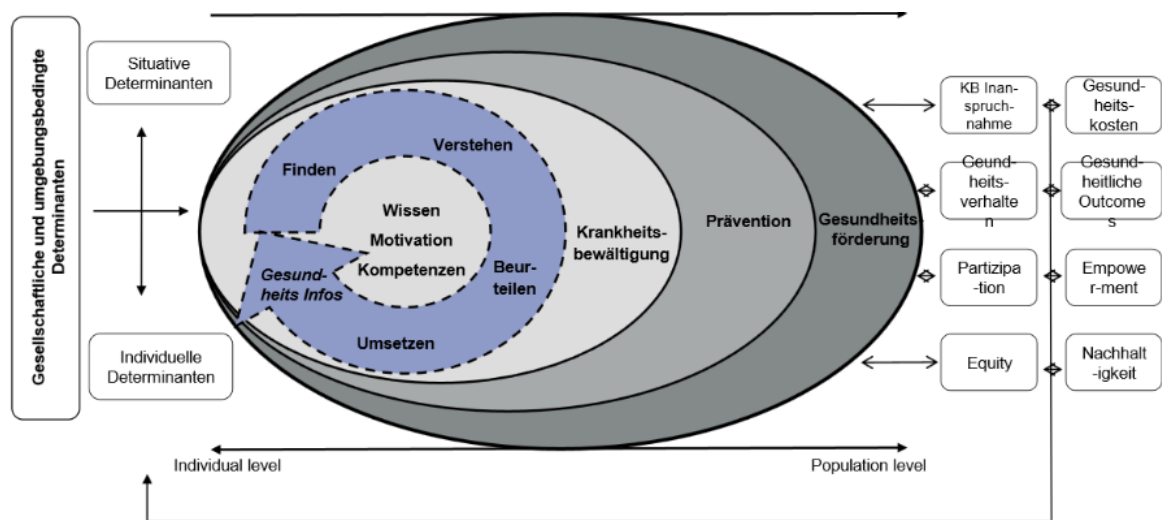 Gesellschaftliche und umgebungsbedingte
Determinanten
Situative
Determinanten
Individuelle
Determinanten
Finden
Verstehen
Wissen
Motivation
Kompetenzen
Gesund-
heits Infos
Beur-
teilen
Umsetzen
Krankheits-
bewältigung
Prävention
Gesundheits-
förderung
KB Inan-
spruch-
nahme
Gesund-
heits-
kosten
Geund-
heits-
verhalte
n
Gesund-
heitliche
Outcome
s
Partizipa
-tion
Empowe
r-ment
Equity
Nachhalt
-igkeit
Individual level
Population level